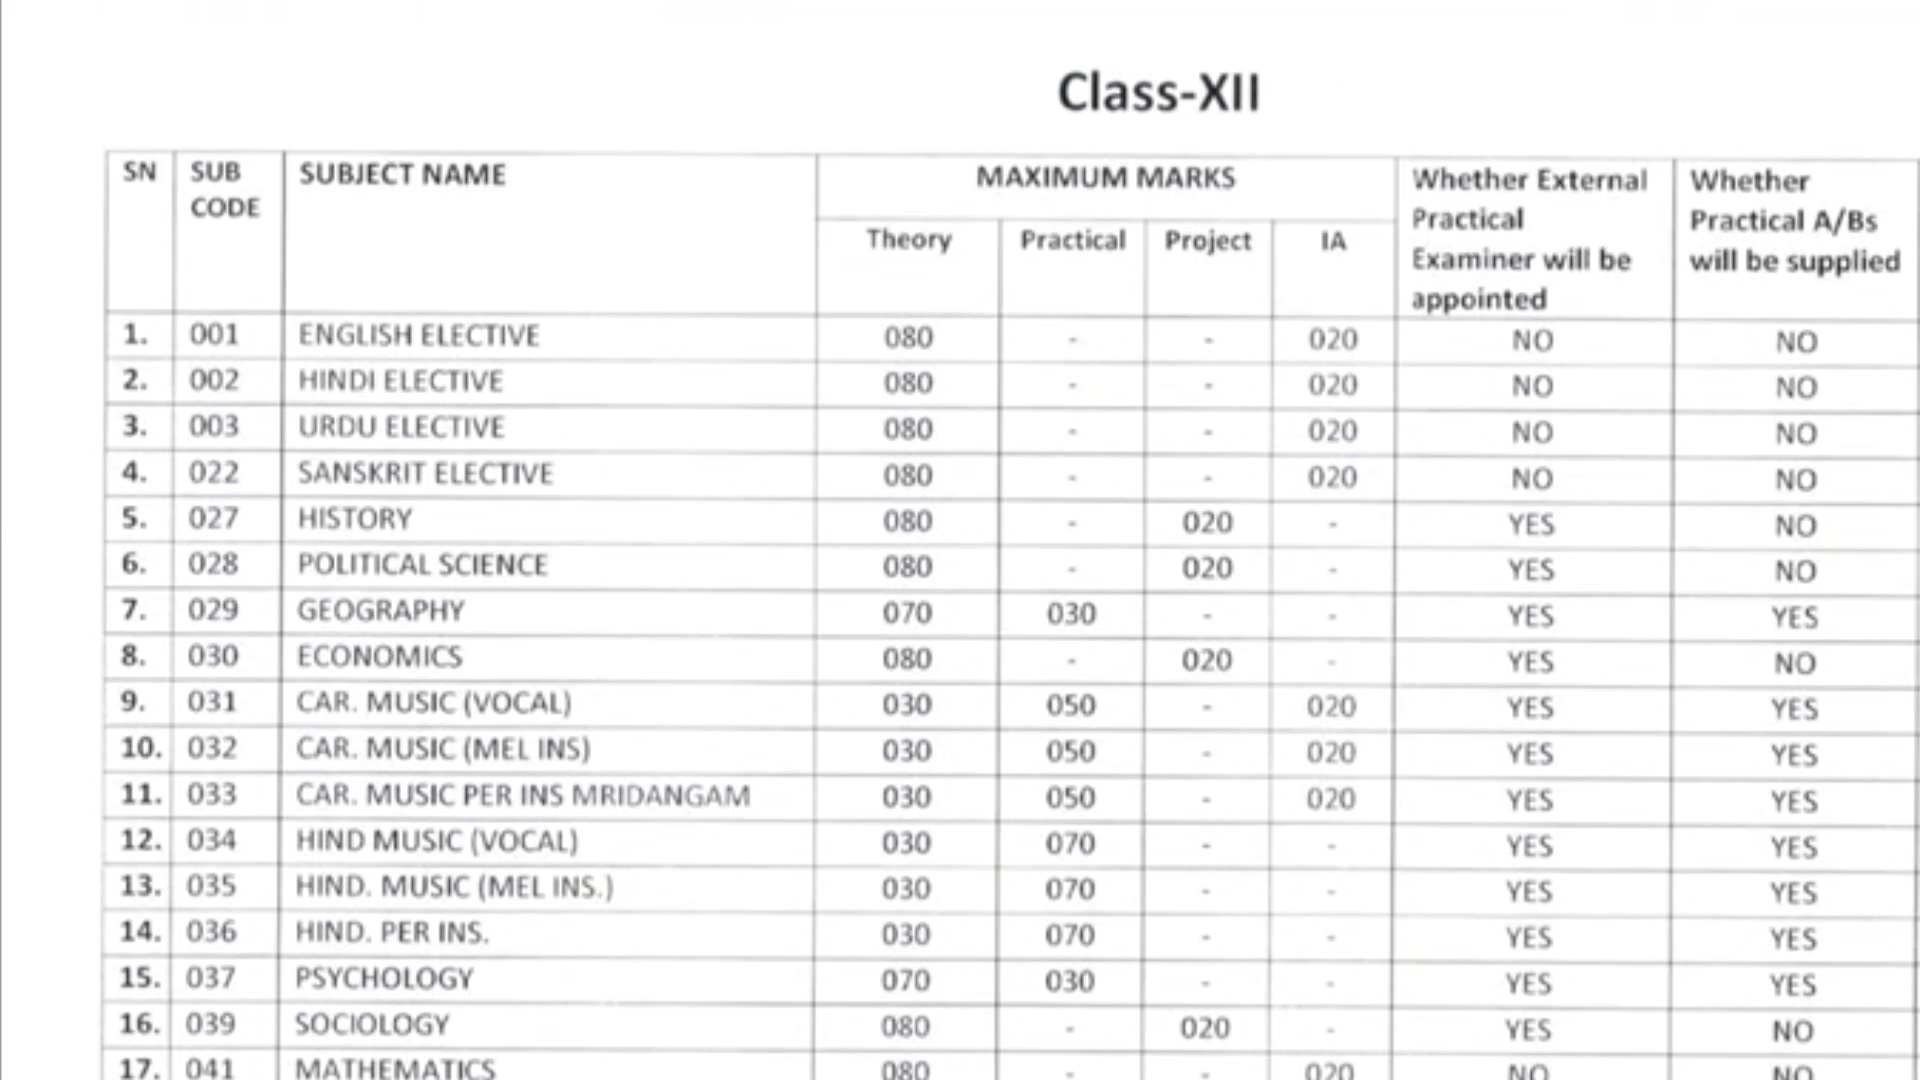 Class-XII
SN SUB CODE SUBJECT NAME MAXIMUM MARKS Whether External Practical Examiner will be appointed Whether Practical A/Bs will be supplied
Theory Practical Project IA
1. 001 ENGLISH ELECTIVE 080 - - 020 NO NO
2. 002 HINDI ELECTIVE 080 - - 020 NO NO
3. 003 URDU ELECTIVE 080 - - 020 NO NO
4. 022 SANSKRIT ELECTIVE 080 - - 020 NO NO
5. 027 HISTORY 080 - 020 - YES NO
6. 028 POLITICAL SCIENCE 080 - 020 - YES NO
7. 029 GEOGRAPHY 070 030 - - YES YES
8. 030 ECONOMICS 080 - 020 - YES NO
9. 031 CAR. MUSIC (VOCAL) 030 050 - 020 YES YES
10. 032 CAR. MUSIC (MEL INS) 030 050 - 020 YES YES
11. 033 CAR. MUSIC PER INS MRIDANGAM 030 050 - 020 YES YES
12. 034 HIND MUSIC (VOCAL) 030 070 - - YES YES
13. 035 HIND. MUSIC (MEL INS.) 030 070 - - YES YES
14. 036 HIND. PER INS. 030 070 - - YES YES
15. 037 PSYCHOLOGY 070 030 - - YES YES
16. 039 SOCIOLOGY 080 - 020 - YES NO
17. 041 MATHEMATICS 080 - - 020 NO NO